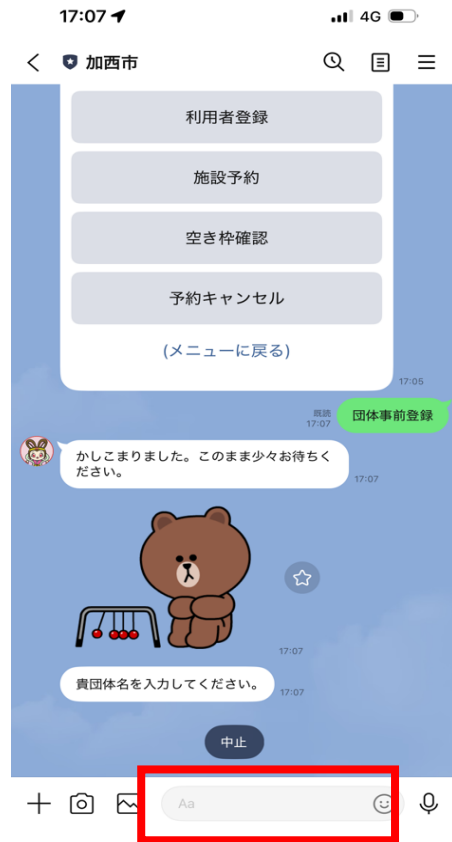 17:07
4G
加西市
利用者登録
施設予約
空き枠確認
予約キャンセル
(メニューに戻る)
17:05
既読
17:07
団体事前登録
かしこまりました。このまま少々お待ちく
ださい。
17:07
17:07
貴団体名を入力してください。
17:07
中止
Aa